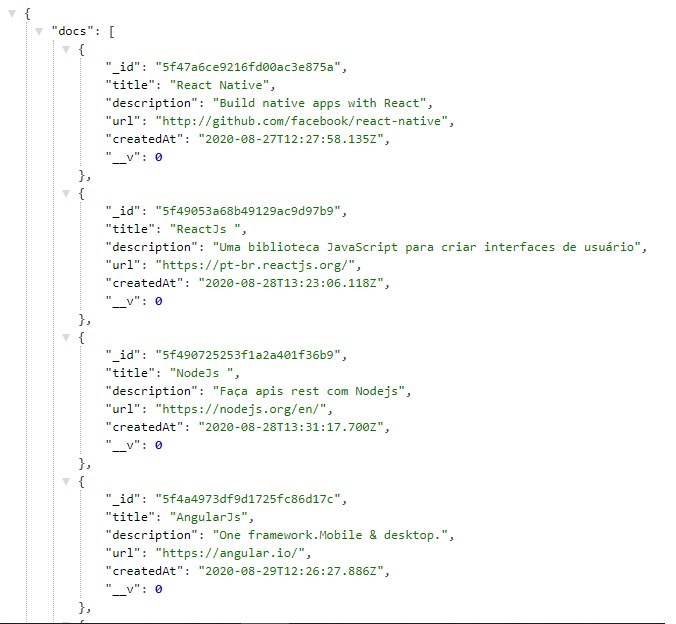 {
"docs": [
{
"_id": "5f47a6ce9216fd00ac3e875a",
"title": "React Native",
"description": "Build native apps with React",
"url": "http://github.com/facebook/react-native",
"createdAt": "2020-08-27T12:27:58.135Z",
"__v": 0
},
{
"_id": "5f49053a68b49129ac9d97b9",
"title": "ReactJs ",
"description": "Uma biblioteca JavaScript para criar interfaces de usuário",
"url": "https://pt-br.reactjs.org/",
"createdAt": "2020-08-28T13:23:06.118Z",
"__v": 0
},
{
"_id": "5f490725253f1a2a401f36b9",
"title": "NodeJs ",
"description": "Faça apis rest com Nodejs",
"url": "https://nodejs.org/en/",
"createdAt": "2020-08-28T13:31:17.700Z",
"__v": 0
},
{
"_id": "5f4a4973df9d1725fc86d17c",
"title": "AngularJs",
"description": "One framework.Mobile & desktop.",
"url": "https://angular.io/",
"createdAt": "2020-08-29T12:26:27.886Z",
"__v": 0
},